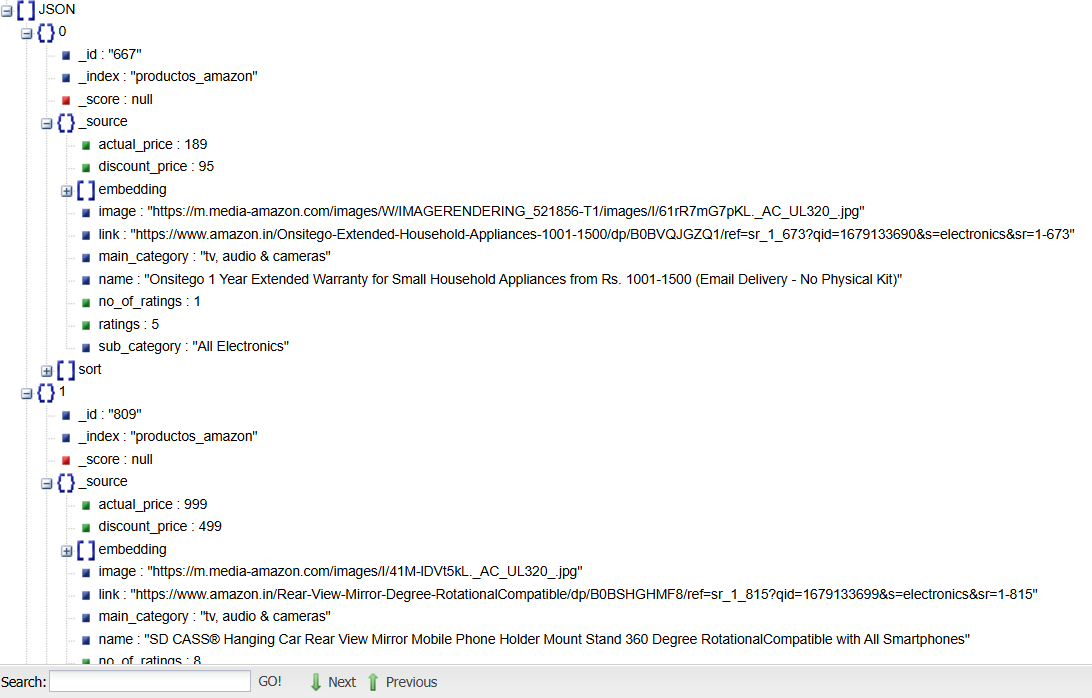 JSON
0
_id : "667"
_index : "productos_amazon"
_score : null
_source
actual_price : 189
discount_price : 95
embedding
image : "https://m.media-amazon.com/images/W/IMAGERENDERING_521856-T1/images/I/61rR7mG7pKL._AC_UL320_.jpg"
link : "https://www.amazon.in/Onsitego-Extended-Household-Appliances-1001-1500/dp/B0BVQJGZQ1/ref=sr_1_673?qid=1679133690&s=electronics&sr=1-673"
main_category : "tv, audio & cameras"
name : "Onsitego 1 Year Extended Warranty for Small Household Appliances from Rs. 1001-1500 (Email Delivery - No Physical Kit)"
no_of_ratings : 1
ratings : 5
sub_category : "All Electronics"
sort
1
_id : "809"
_index : "productos_amazon"
_score : null
_source
actual_price : 999
discount_price : 499
embedding
image : "https://m.media-amazon.com/images/I/41M-lDVt5kL._AC_UL320_.jpg"
link : "https://www.amazon.in/Rear-View-Mirror-Degree-RotationalCompatible/dp/B0BSHGHMF8/ref=sr_1_815?qid=1679133699&s=electronics&sr=1-815"
main_category : "tv, audio & cameras"
name : "SD CASS® Hanging Car Rear View Mirror Mobile Phone Holder Mount Stand 360 Degree RotationalCompatible with All Smartphones"
no_of_ratings : 8
Search: GO! Next Previous